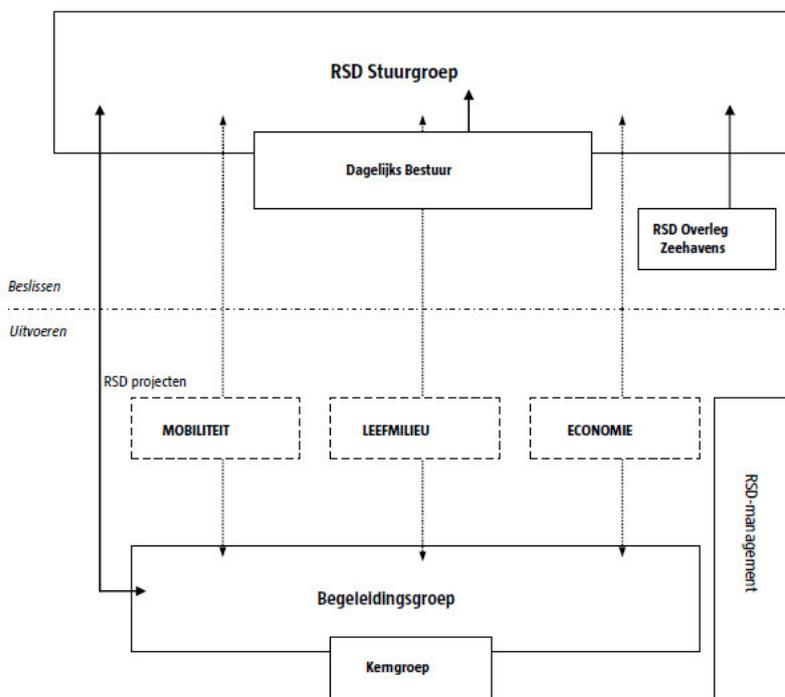 RSD Stuurgroep
Dagelijks Bestuur
RSD Overleg
Zeehavens
Beslissen
Uitvoeren
RSD projecten
MOBILITEIT
LEEFMILIEU
ECONOMIE
RSD-management
Begeleidingsgroep
Kerngroep